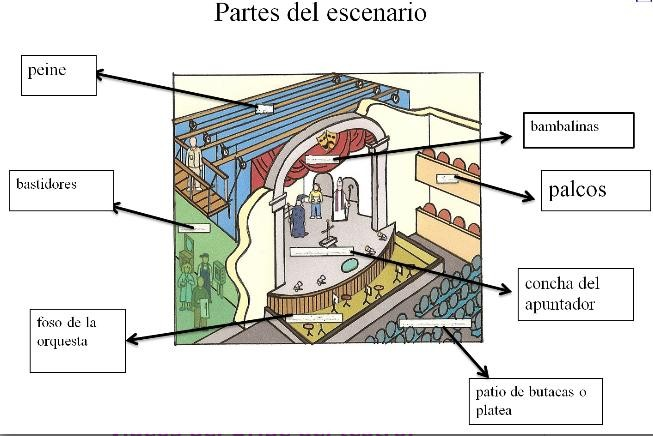 Partes del escenario
peine
bambalinas
bastidores
palcos
concha del
apuntador
foso de la
orquesta
patio de butacas o
platea